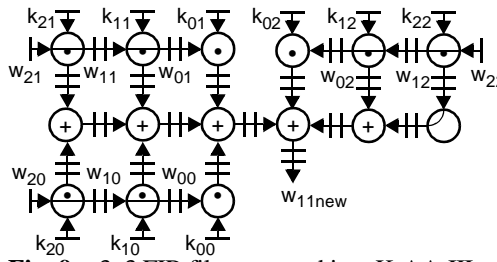 k21 k11 k01 k02 k12 k22
w21 w11 w01 w02 w12
+ + + + +
w20 w10 w00
w11new
k20 k10 k00